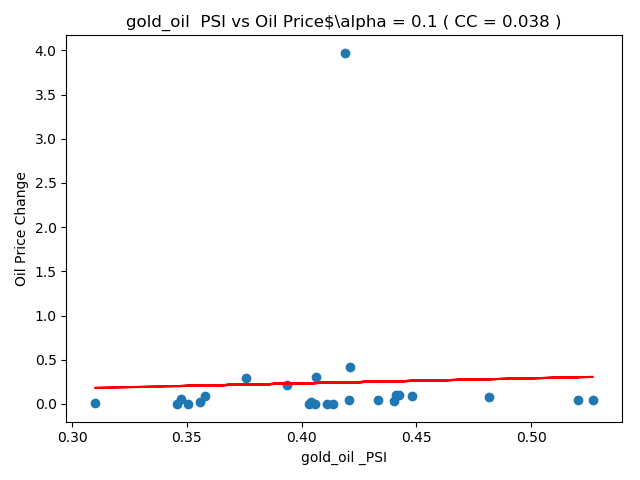 gold_oil  PSI vs Oil Price$\alpha = 0.1 ( CC = 0.038 )
4.0
3.5
3.0
2.5
2.0
1.5
1.0
0.5
0.0
Oil Price Change
0.30 0.35 0.40 0.45 0.50
gold_oil _PSI